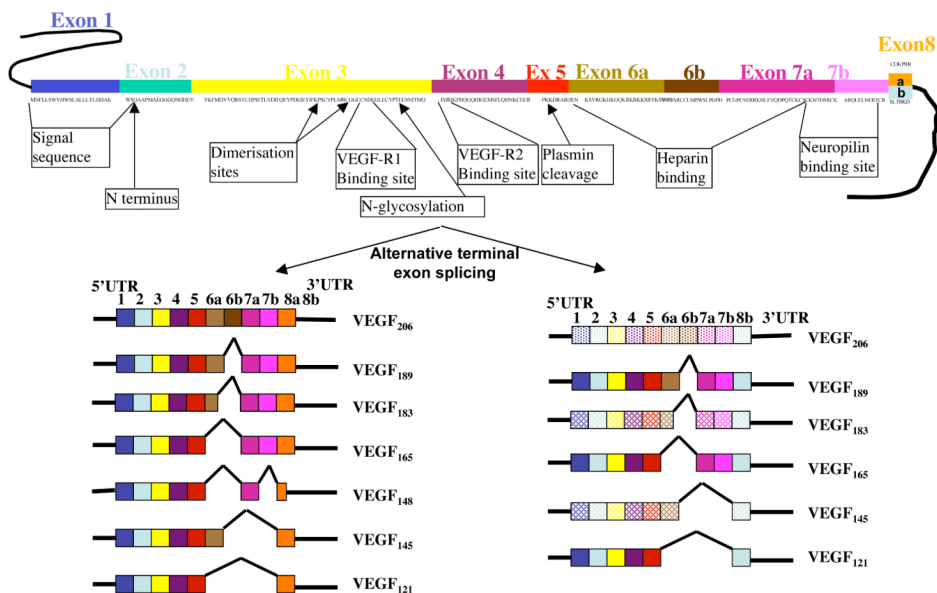 Exon 1
Exon8
Exon 2 Exon 3 Exon 4 Ex 5 Exon 6a 6b Exon 7a 7b
CDKPRR
a
b
SLTRKD
Signal
sequence
N terminus
Dimerisation
sites
VEGF-R1
Binding site
N-glycosylation
VEGF-R2
Binding site
Plasmin
cleavage
Heparin
binding
Neuropilin
binding site
Alternative terminal
exon splicing
5'UTR 3'UTR
1 2 3 4 5 6a 6b 7a 7b 8a 8b
VEGF206
VEGF189
VEGF183
VEGF165
VEGF148
VEGF145
VEGF121
5'UTR 3'UTR
1 2 3 4 5 6a 6b 7a 7b 8b
VEGF206
VEGF189
VEGF183
VEGF165
VEGF145
VEGF121